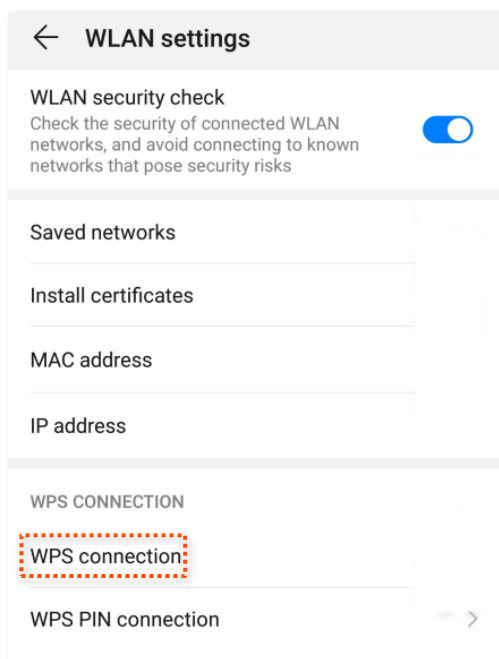 WLAN settings
WLAN security check
Check the security of connected WLAN
networks, and avoid connecting to known
networks that pose security risks
Saved networks
Install certificates
MAC address
IP address
WPS CONNECTION
WPS connection
WPS PIN connection